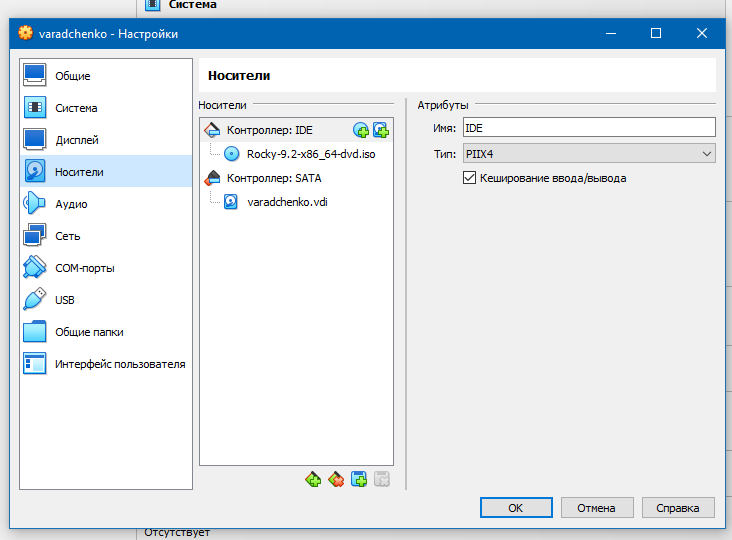 Система
varadchenko - Настройки
Общие
Система
Дисплей
Носители
Аудио
Сеть
COM-порты
USB
Общие папки
Интерфейс пользователя
Носители
Носители
Контроллер: IDE
Rocky-9.2-x86_64-dvd.iso
Контроллер: SATA
varadchenko.vdi
Атрибуты
Имя: IDE
Тип: PIIX4
Кеширование ввода/вывода
OK Отмена Справка
Отсутствует